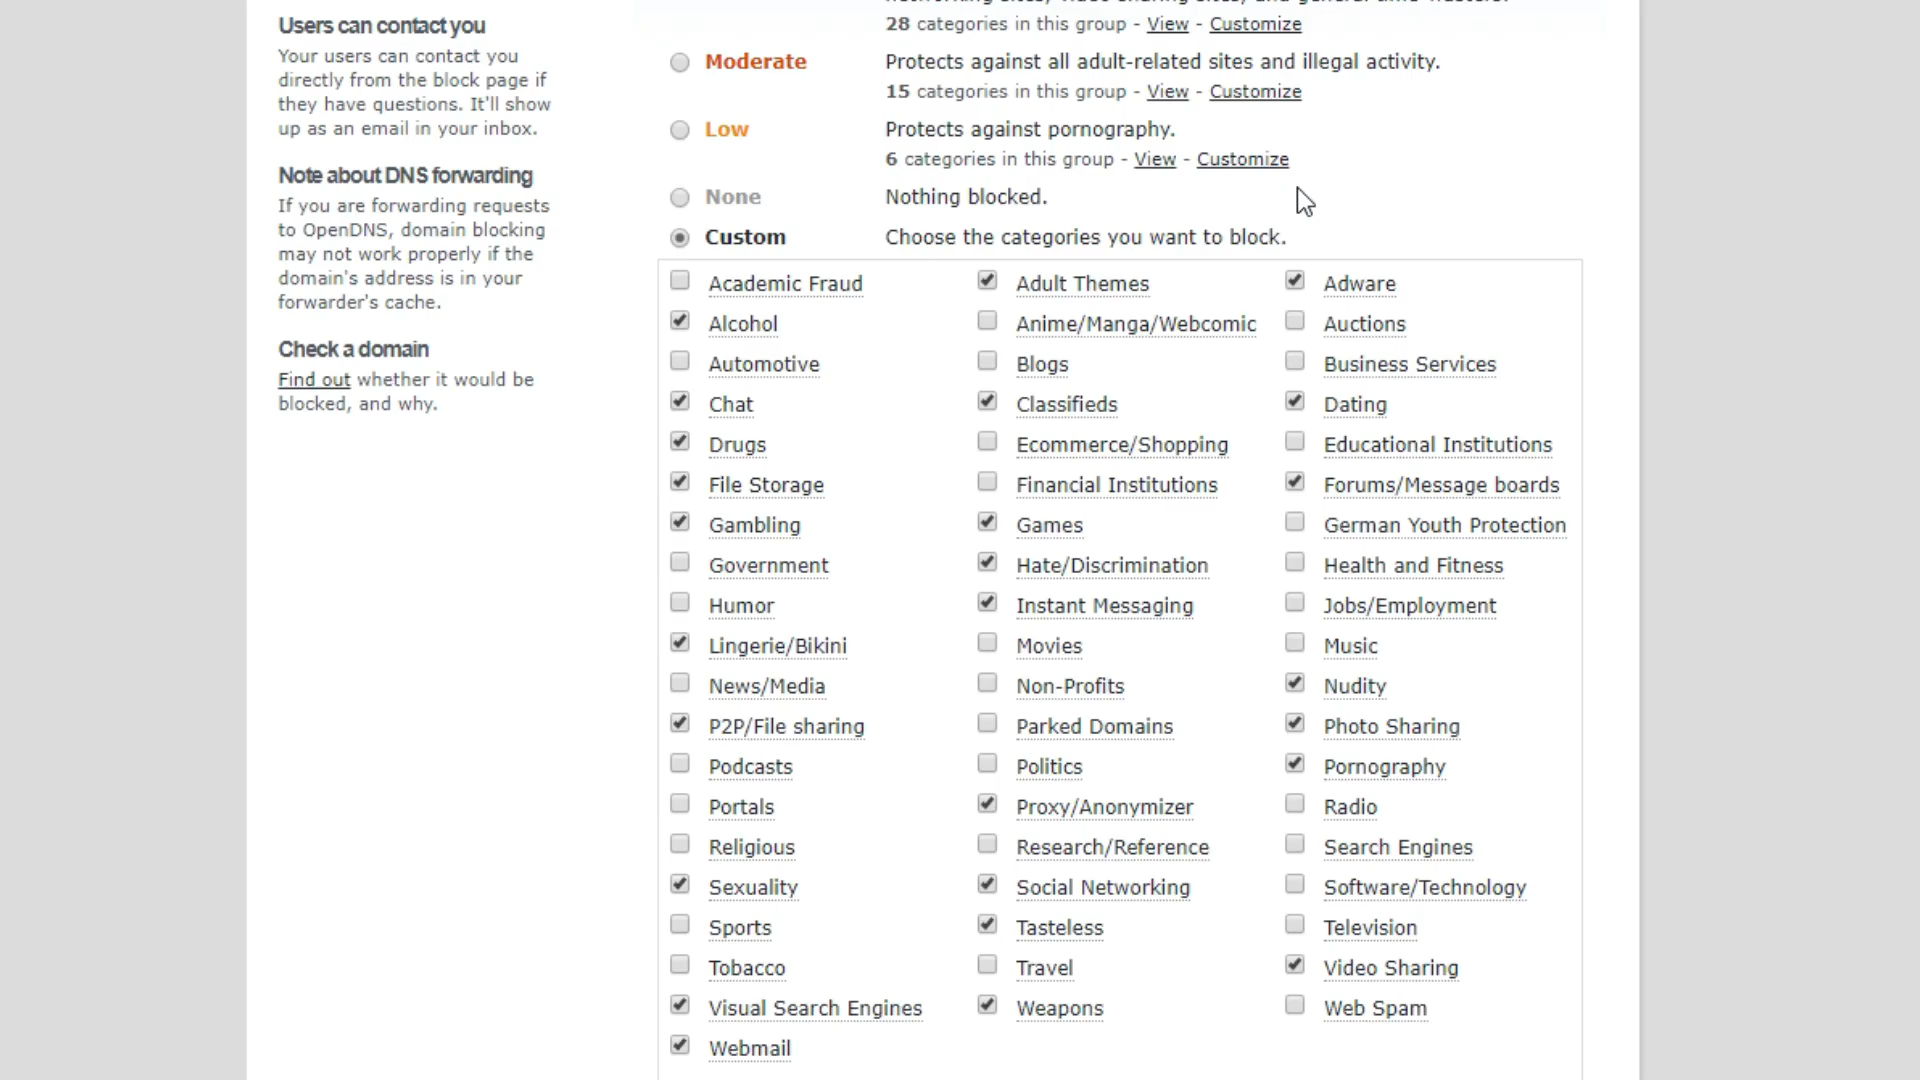 Users can contact you
Your users can contact you
directly from the block page if
they have questions. It'll show
up as an email in your inbox.
Note about DNS forwarding
If you are forwarding requests
to OpenDNS, domain blocking
may not work properly if the
domain's address is in your
forwarder's cache.
Check a domain
Find out whether it would be
blocked, and why.
28 categories in this group - View - Customize
Moderate Protects against all adult-related sites and illegal activity.
15 categories in this group - View - Customize
Low Protects against pornography.
6 categories in this group - View - Customize
None Nothing blocked.
Custom Choose the categories you want to block.
Academic Fraud Adult Themes Adware
Alcohol Anime/Manga/Webcomic Auctions
Automotive Blogs Business Services
Chat Classifieds Dating
Drugs Ecommerce/Shopping Educational Institutions
File Storage Financial Institutions Forums/Message boards
Gambling Games German Youth Protection
Government Hate/Discrimination Health and Fitness
Humor Instant Messaging Jobs/Employment
Lingerie/Bikini Movies Music
News/Media Non-Profits Nudity
P2P/File sharing Parked Domains Photo Sharing
Podcasts Politics Pornography
Portals Proxy/Anonymizer Radio
Religious Research/Reference Search Engines
Sexuality Social Networking Software/Technology
Sports Tasteless Television
Tobacco Travel Video Sharing
Visual Search Engines Weapons Web Spam
Webmail